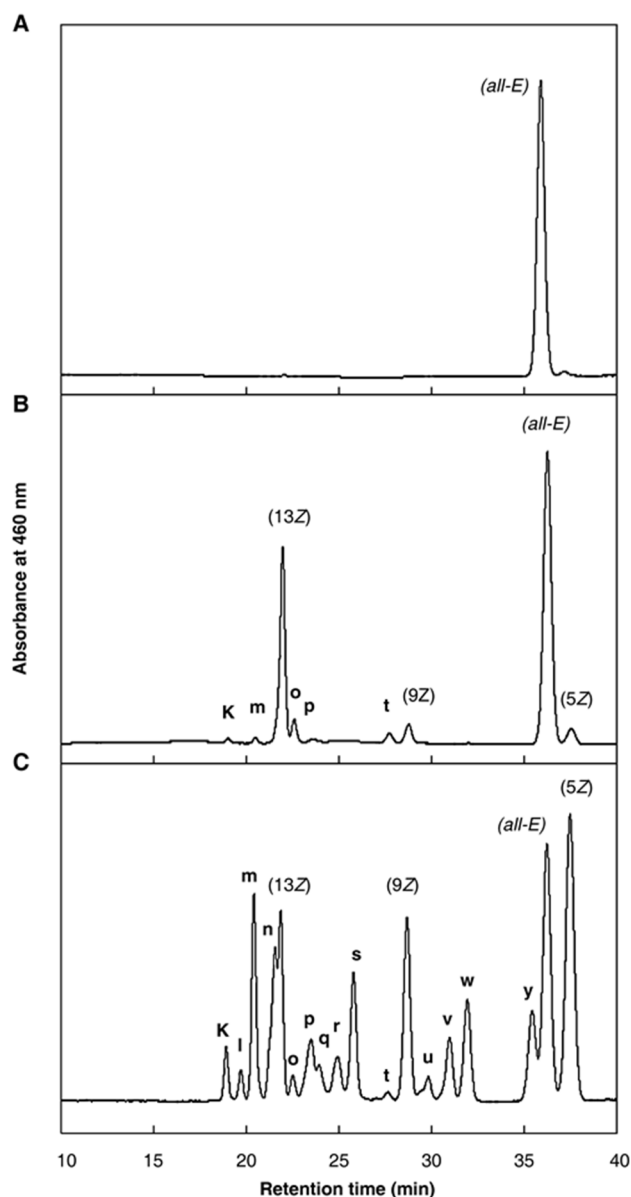 A
(all-E)
B
(all-E)
(13Z)
K
m
o
p
t
(9Z)
(5Z)
Absorbance at 460 nm
C
(5Z)
(all-E)
m
(13Z)
(9Z)
n
s
w
K
l
o
p
q
r
t
u
v
y
10 15 20 25 30 35 40
Retention time (min)